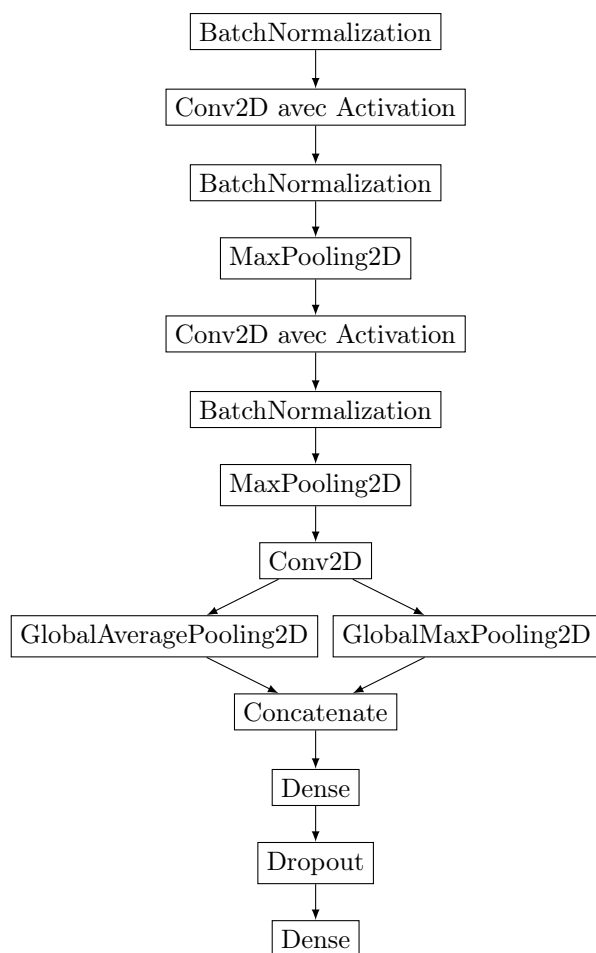 BatchNormalization
Conv2D avec Activation
BatchNormalization
MaxPooling2D
Conv2D avec Activation
BatchNormalization
MaxPooling2D
Conv2D
GlobalAveragePooling2D
GlobalMaxPooling2D
Concatenate
Dense
Dropout
Dense